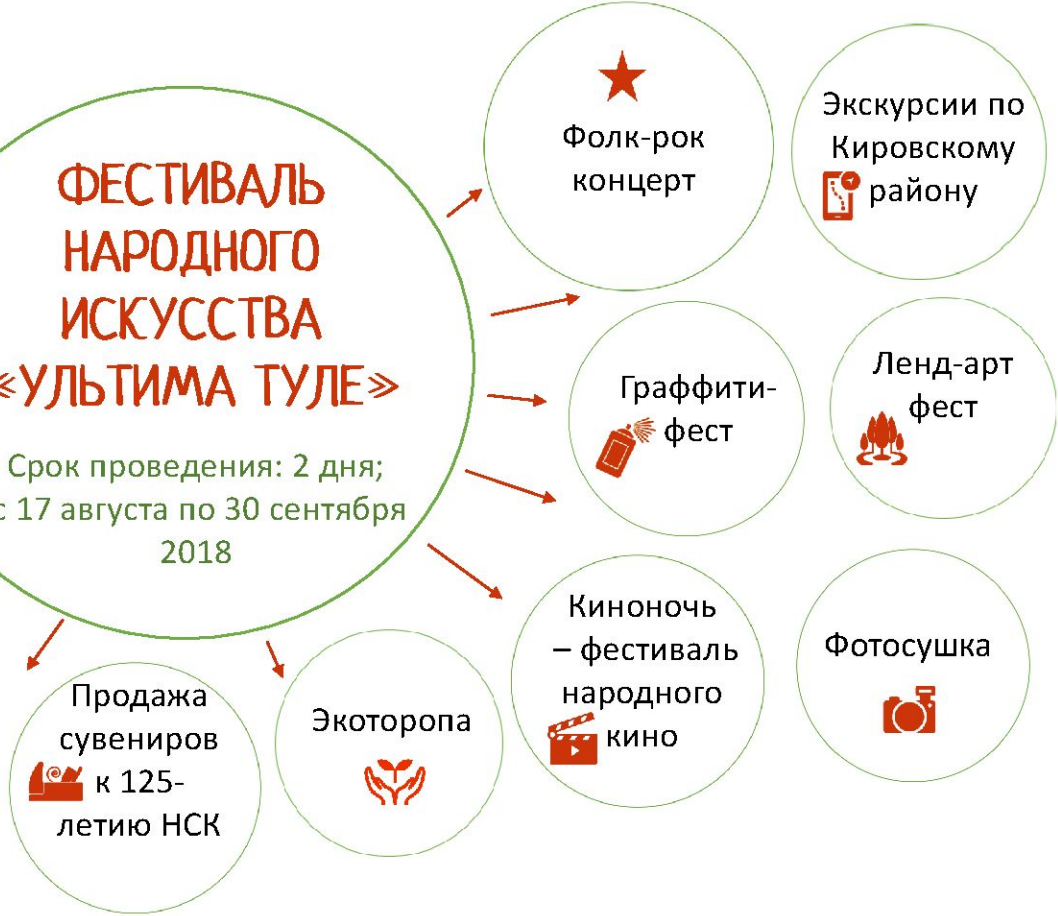 ФЕСТИВАЛЬ
НАРОДНОГО
ИСКУССТВА
«УЛЬТИМА ТУЛЕ»
Срок проведения: 2 дня;
с 17 августа по 30 сентября
2018
Фолк-рок
концерт
Экскурсии по
Кировскому
району
Граффити-
фест
Ленд-арт
фест
Киноночь
– фестиваль
народного
кино
Фотосушка
Продажа
сувениров
к 125-
летию НСК
Экоторопа